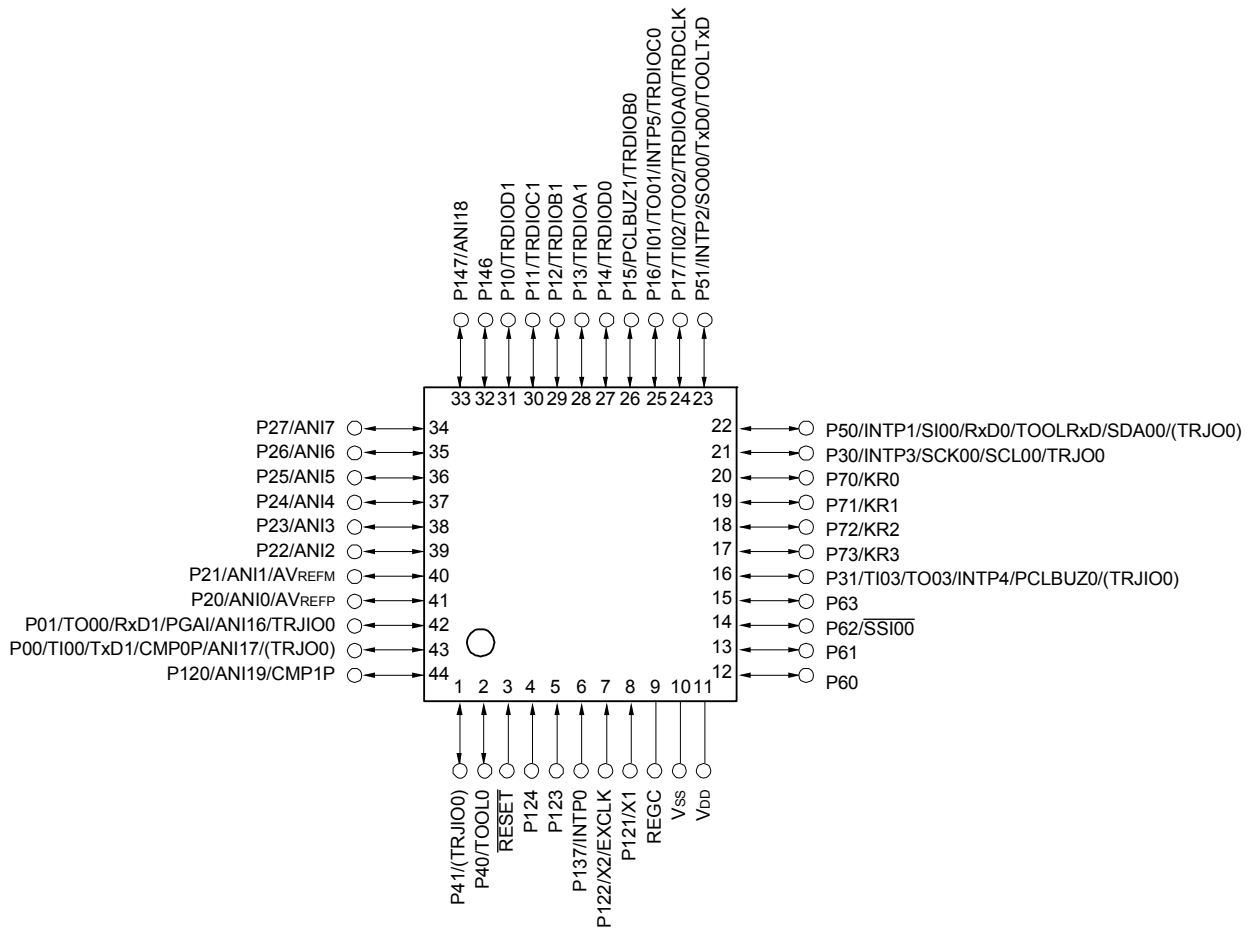 P147/ANI18
P146
P10/TRDIOD1
P11/TRDIOC1
P12/TRDIOB1
P13/TRDIOA1
P14/TRDIOD0
P15/PCLBUZ1/TRDIOB0
P16/TI01/TO01/INTP5/TRDIOC0
P17/TI02/TO02/TRDIOA0/TRDCLK
P51/INTP2/SO00/TxD0/TOOLTxD
33 32 31 30 29 28 27 26 25 24 23
P27/ANI7 34
P26/ANI6 35
P25/ANI5 36
P24/ANI4 37
P23/ANI3 38
P22/ANI2 39
P21/ANI1/AVREFM 40
P20/ANI0/AVREFP 41
P01/TO00/RxD1/PGAI/ANI16/TRJIO0 42
P00/TI00/TxD1/CMP0P/ANI17/(TRJO0) 43
P120/ANI19/CMP1P 44
22 P50/INTP1/SI00/RxD0/TOOLRxD/SDA00/(TRJO0)
21 P30/INTP3/SCK00/SCL00/TRJO0
20 P70/KR0
19 P71/KR1
18 P72/KR2
17 P73/KR3
16 P31/TI03/TO03/INTP4/PCLBUZ0/(TRJIO0)
15 P63
14 P62/SSI00
13 P61
12 P60
1 2 3 4 5 6 7 8 9 10 11
P41/(TRJIO0)
P40/TOOL0
RESET
P124
P123
P137/INTP0
P122/X2/EXCLK
P121/X1
REGC
VSS
VDD